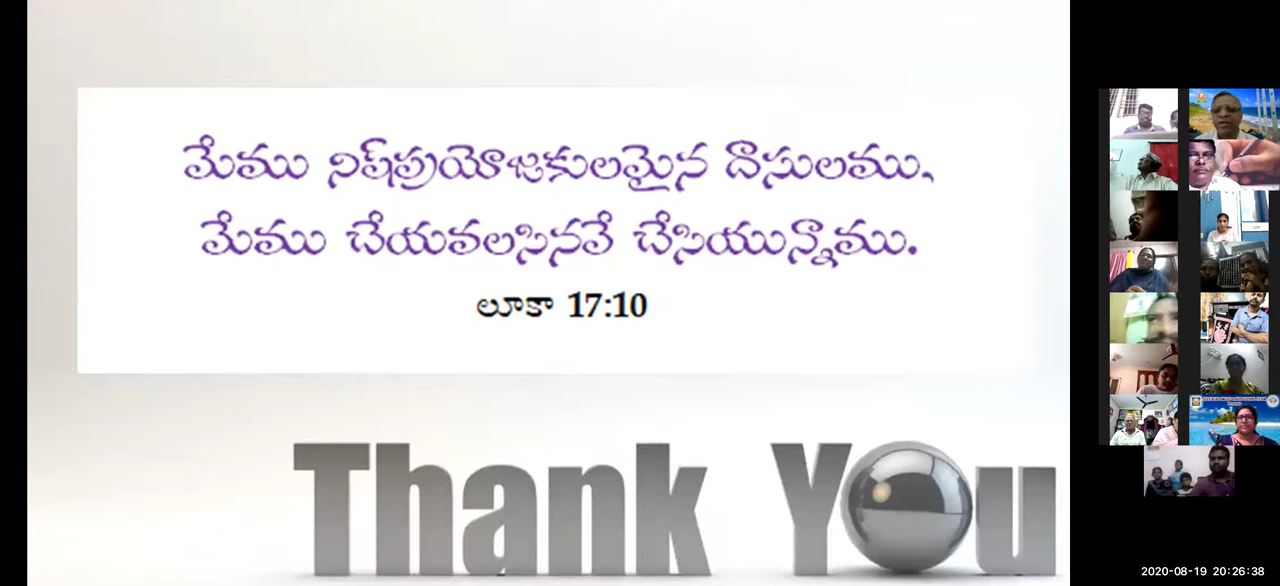 మేము నిష్‌ప్రయోజకులమైన దాసులము,
మేము చేయవలసినవే చేసియున్నాము.
లూకా 17:10
Thank You
2020-08-19 20:26:38